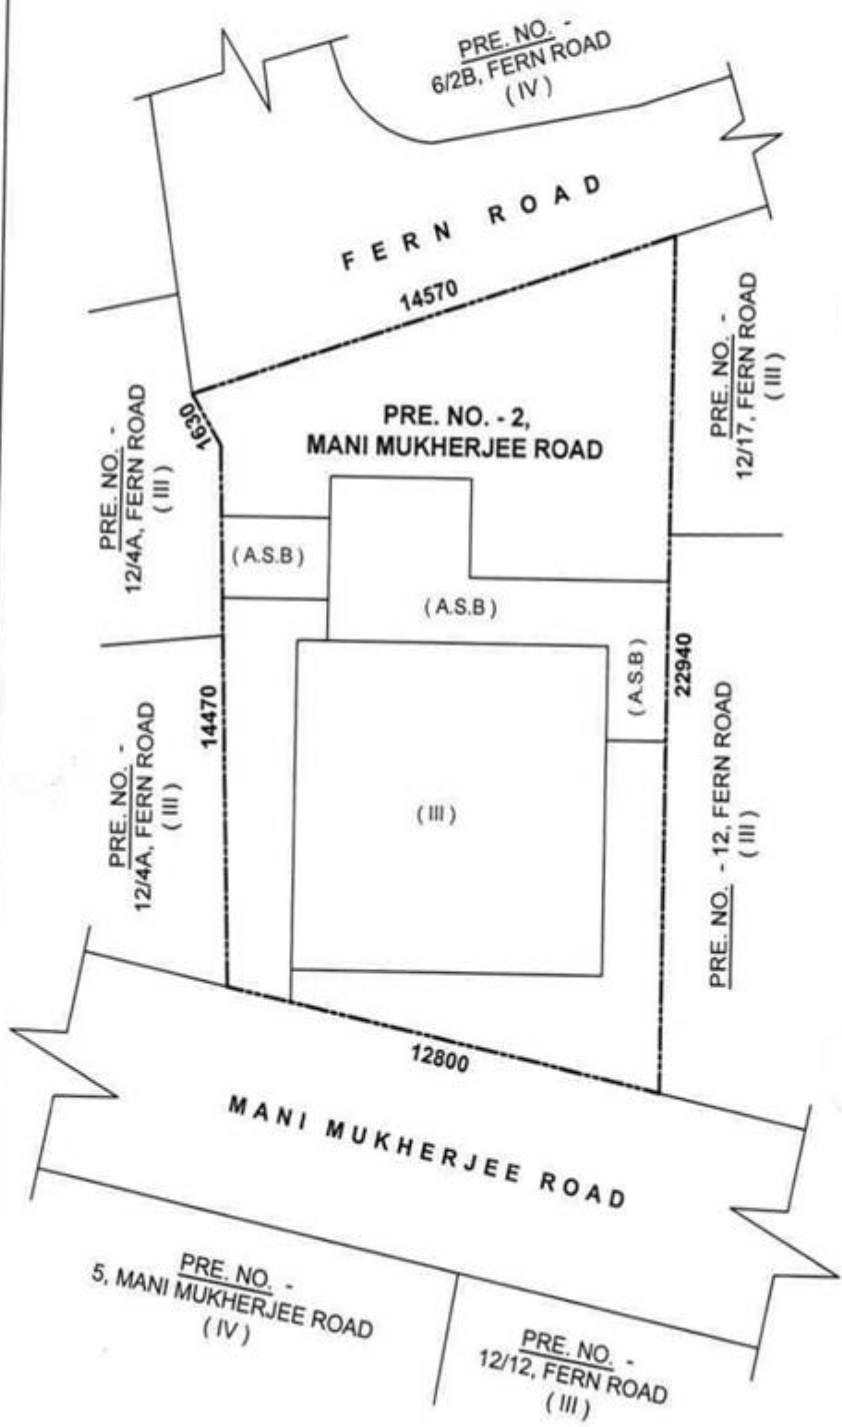 PRE. NO. -
6/2B, FERN ROAD
( IV )
FERN ROAD
14570
1630
PRE. NO. - 2,
MANI MUKHERJEE ROAD
PRE. NO. -
12/17, FERN ROAD
( III )
PRE. NO. -
12/4A, FERN ROAD
( III )
( A.S.B )
( A.S.B )
( A.S.B )
22940
14470
PRE. NO. -
12/4A, FERN ROAD
( III )
( III )
PRE. NO. - 12, FERN ROAD
( III )
12800
MANI MUKHERJEE ROAD
PRE. NO. -
5, MANI MUKHERJEE ROAD
( IV )
PRE. NO. -
12/12, FERN ROAD
( III )